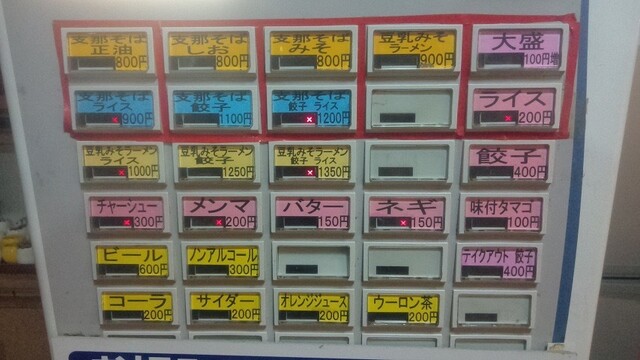 支那そば
正油
800円
支那そば
しお
800円
支那そば
みそ
800円
豆乳みそ
ラーメン
900円
大盛
100円増
支那そば
ライス
×
900円
支那そば
餃子
1100円
支那そば
餃子 ライス
×
1200円
ライス
×
200円
豆乳みそラーメン
ライス
×
1000円
豆乳みそラーメン
餃子
1250円
豆乳みそラーメン
餃子 ライス
×
1350円
餃子
400円
チャーシュー
×
300円
メンマ
×
200円
バター
150円
ネギ
×
150円
味付タマゴ
100円
ビール
600円
ノンアルコール
300円
テイクアウト 餃子
400円
コーラ
200円
サイダー
200円
オレンジジュース
200円
ウーロン茶
200円